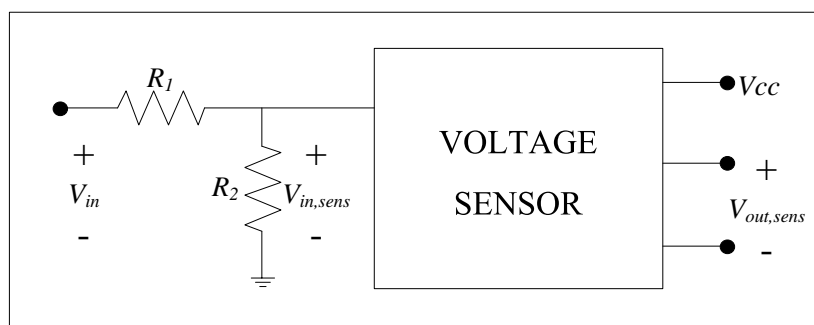 R1
Vcc
VOLTAGE
+
+
+
R2
Vin
Vin,sens
SENSOR
Vout,sens
-
-
-